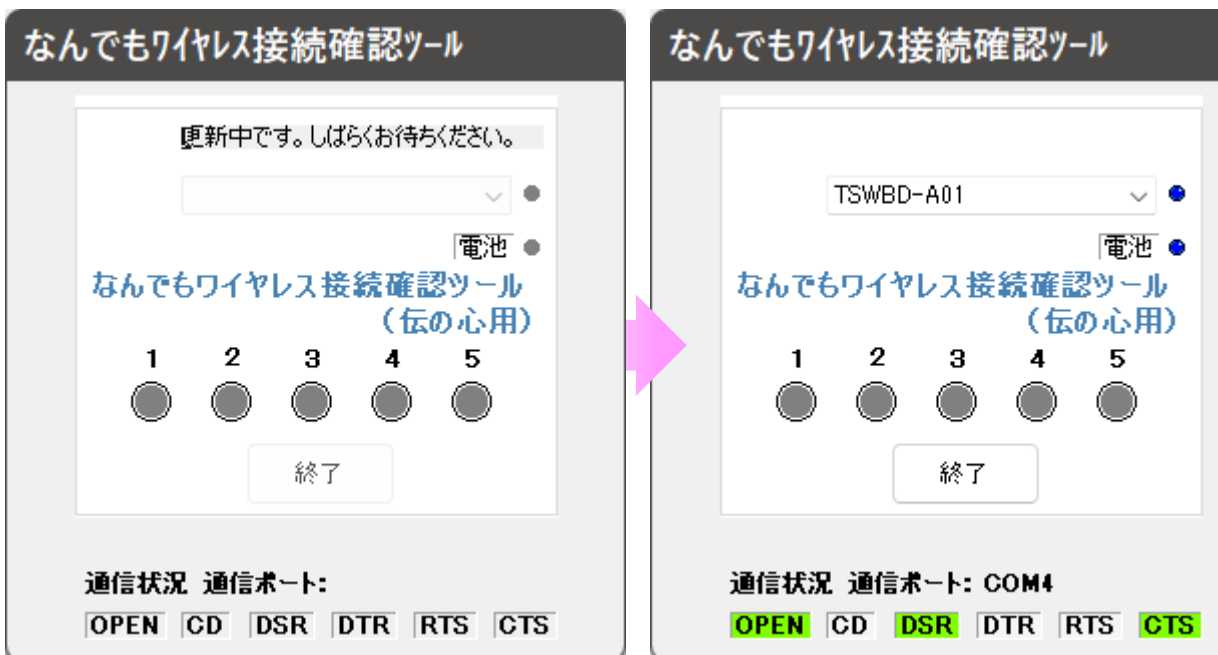 なんでもワイヤレス接続確認ツール
更新中です。しばらくお待ちください。
電池
なんでもワイヤレス接続確認ツール
（伝の心用）
1 2 3 4 5
終了
通信状況 通信ポート:
OPEN CD DSR DTR RTS CTS
なんでもワイヤレス接続確認ツール
TSWBD-A01
電池
なんでもワイヤレス接続確認ツール
（伝の心用）
1 2 3 4 5
終了
通信状況 通信ポート: COM4
OPEN CD DSR DTR RTS CTS